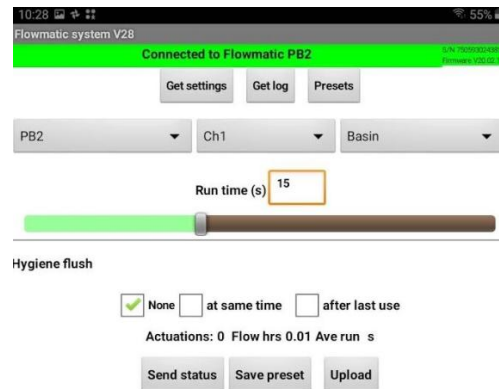 10:28 55%
Flowmatic system V28
Connected to Flowmatic PB2
Get settings Get log Presets
PB2 Ch1 Basin
Run time (s) 15
Hygiene flush
None at same time after last use
Actuations: 0 Flow hrs 0.01 Ave run s
Send status Save preset Upload